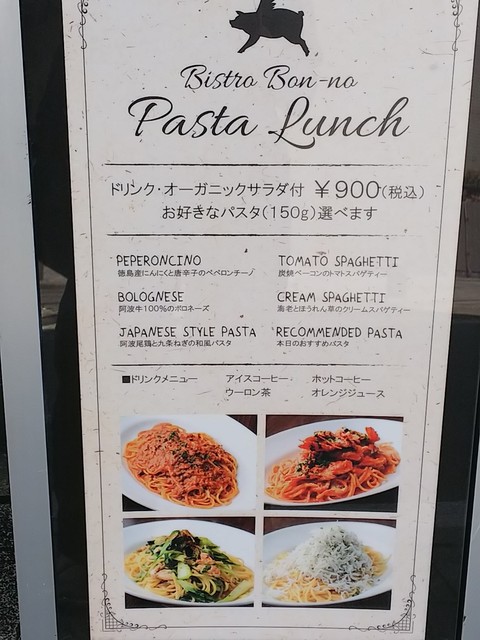 Bistro Bon-no
Pasta Lunch
ドリンク・オーガニックサラダ付 ￥900(税込)
お好きなパスタ(150g)選べます
PEPERONCINO
徳島産にんにくと唐辛子のペペロンチーノ
TOMATO SPAGHETTI
炭焼ベーコンのトマトスパゲティー
BOLOGNESE
阿波牛100%のボロネーズ
CREAM SPAGHETTI
海老とほうれん草のクリームスパゲティー
JAPANESE STYLE PASTA
阿波尾鶏と九条ねぎの和風パスタ
RECOMMENDED PASTA
本日のおすすめパスタ
■ドリンクメニュー アイスコーヒー ホットコーヒー
ウーロン茶 オレンジジュース